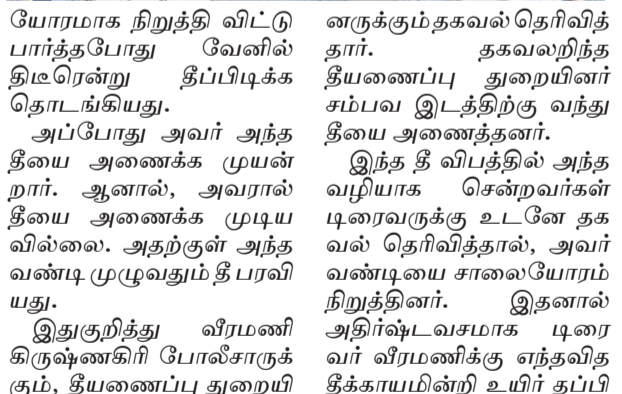 யோரமாக நிறுத்தி விட்டு
பார்த்தபோது வேனில்
திடீரென்று தீப்பிடிக்க
தொடங்கியது.
அப்போது அவர் அந்த
தீயை அணைக்க முயன்
றார். ஆனால், அவரால்
தீயை அணைக்க முடிய
வில்லை. அதற்குள் அந்த
வண்டி முழுவதும் தீ பரவி
யது.
இதுகுறித்து வீரமணி
கிருஷ்ணகிரி போலீசாருக்
கும், தீயணைப்பு துறையி
னருக்கும் தகவல் தெரிவித்
தார். தகவலறிந்த
தீயணைப்பு துறையினர்
சம்பவ இடத்திற்கு வந்து
தீயை அணைத்தனர்.
இந்த தீ விபத்தில் அந்த
வழியாக சென்றவர்கள்
டிரைவருக்கு உடனே தக
வல் தெரிவித்தால், அவர்
வண்டியை சாலையோரம்
நிறுத்தினர். இதனால்
அதிர்ஷ்டவசமாக டிரை
வர் வீரமணிக்கு எந்தவித
தீக்காயமின்றி உயிர் தப்பி